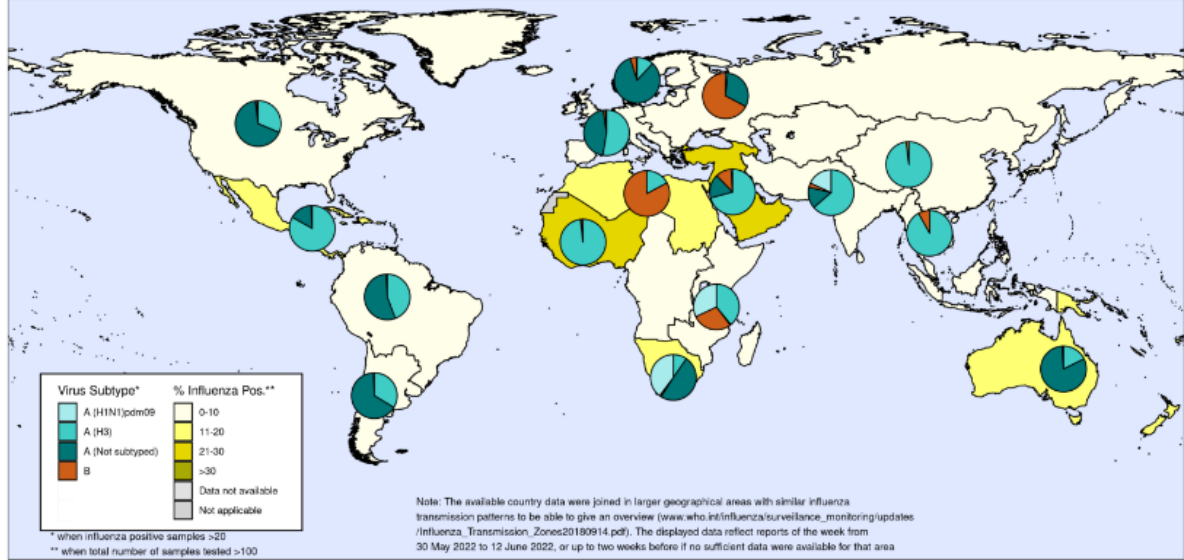 Virus Subtype*
A (H1N1)pdm09
A (H3)
A (Not subtyped)
B
% Influenza Pos.**
0-10
11-20
21-30
>30
Data not available
Not applicable
* when influenza positive samples >20
** when total number of samples tested >100
Note: The available country data were joined in larger geographical areas with similar influenza
transmission patterns to be able to give an overview (www.who.int/influenza/surveillance_monitoring/updates
/Influenza_Transmission_Zones20180914.pdf). The displayed data reflect reports of the week from
30 May 2022 to 12 June 2022, or up to two weeks before if no sufficient data were available for that area